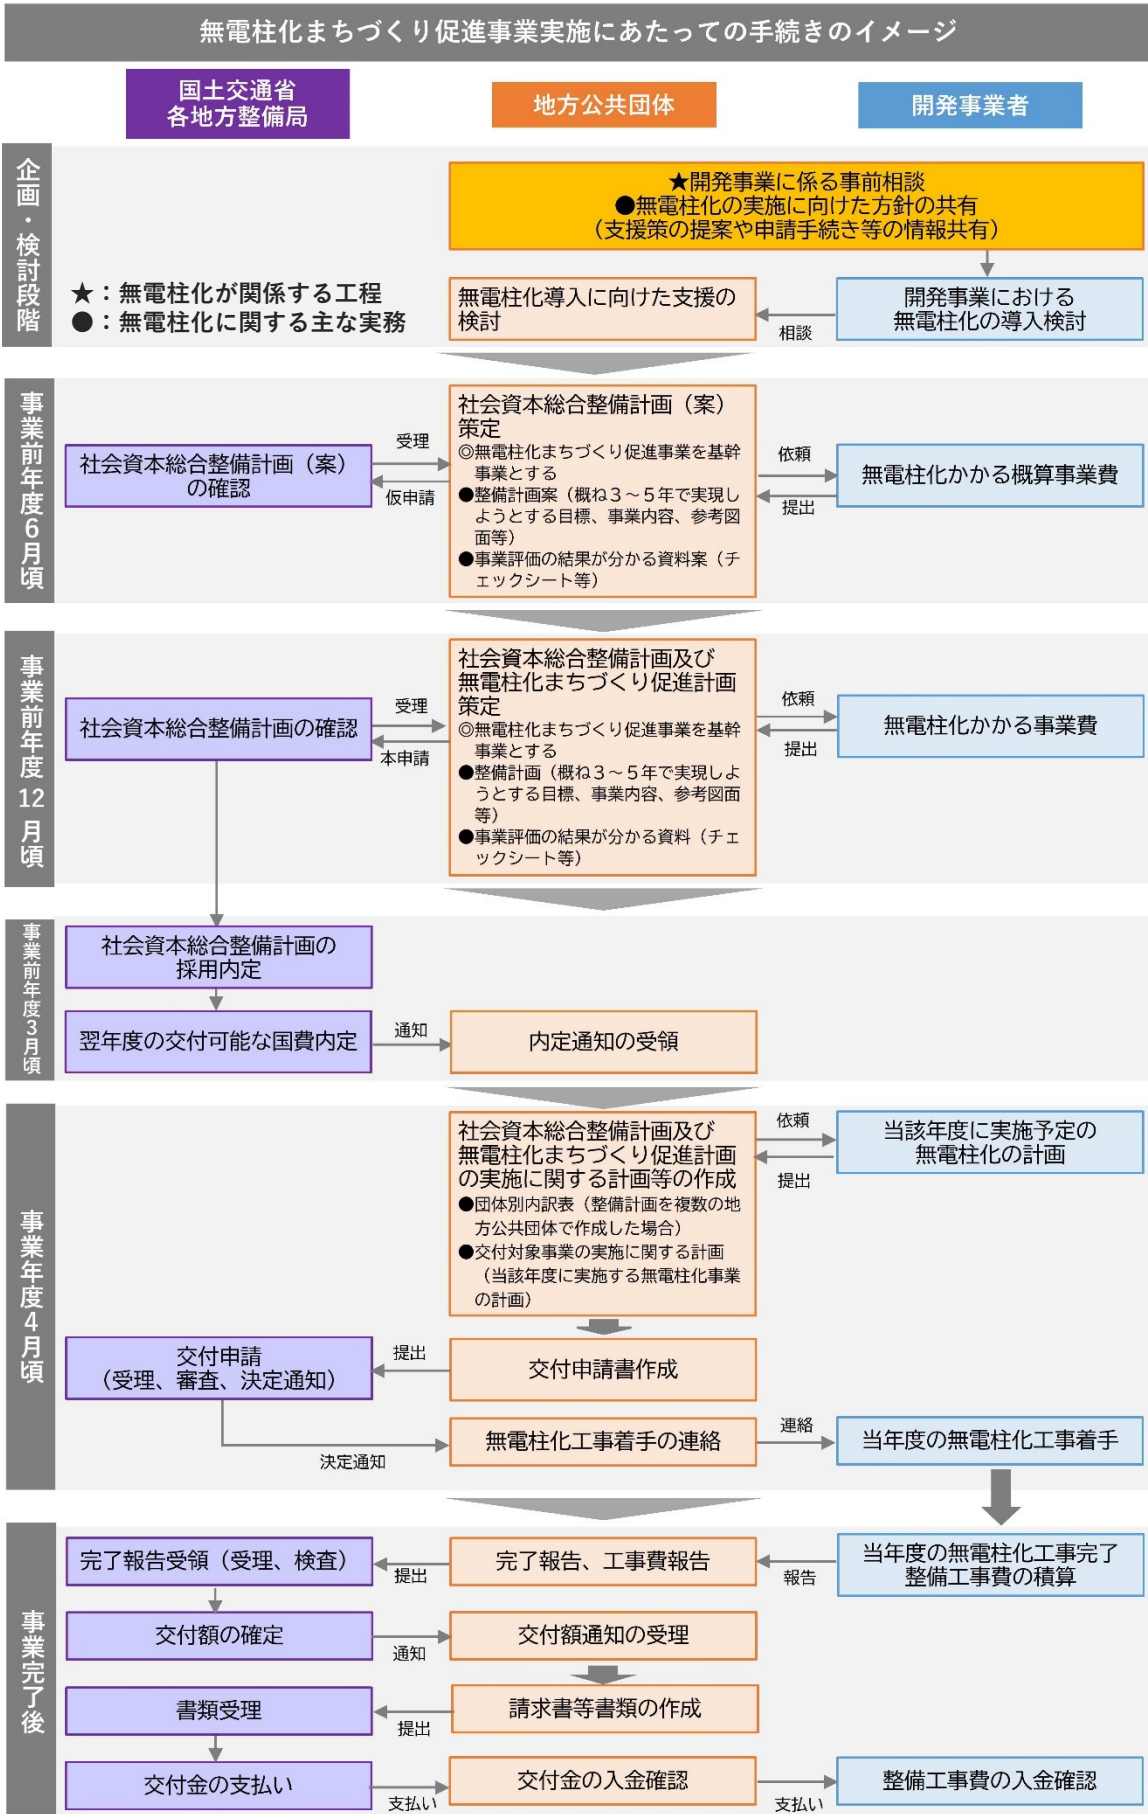 無電柱化まちづくり促進事業実施にあたっての手続きのイメージ
国土交通省
各地方整備局
地方公共団体
開発事業者
企画・検討段階
★開発事業に係る事前相談
●無電柱化の実施に向けた方針の共有
（支援策の提案や申請手続き等の情報共有）
★：無電柱化が関係する工程
●：無電柱化に関する主な実務
無電柱化導入に向けた支援の
検討
相談
開発事業における
無電柱化の導入検討
事業前年度6月頃
社会資本総合整備計画（案）
の確認
受理
仮申請
社会資本総合整備計画（案）
策定
◎無電柱化まちづくり促進事業を基幹
事業とする
●整備計画案（概ね３～５年で実現し
ようとする目標、事業内容、参考図
面等）
●事業評価の結果が分かる資料案（チ
ェックシート等）
依頼
提出
無電柱化かかる概算事業費
事業前年度12月頃
社会資本総合整備計画の確認
受理
本申請
社会資本総合整備計画及び
無電柱化まちづくり促進計画
策定
◎無電柱化まちづくり促進事業を基幹
事業とする
●整備計画（概ね３～５年で実現しよ
うとする目標、事業内容、参考図面
等）
●事業評価の結果が分かる資料（チェ
ックシート等）
依頼
提出
無電柱化かかる事業費
事業前年度3月頃
社会資本総合整備計画の
採用内定
翌年度の交付可能な国費内定
通知
内定通知の受領
事業年度4月頃
社会資本総合整備計画及び
無電柱化まちづくり促進計画
の実施に関する計画等の作成
●団体別内訳表（整備計画を複数の地
方公共団体で作成した場合）
●交付対象事業の実施に関する計画
（当該年度に実施する無電柱化事業
の計画）
依頼
提出
当該年度に実施予定の
無電柱化の計画
交付申請
（受理、審査、決定通知）
提出
交付申請書作成
決定通知
無電柱化工事着手の連絡
連絡
当年度の無電柱化工事着手
事業完了後
完了報告受領（受理、検査）
提出
完了報告、工事費報告
報告
当年度の無電柱化工事完了
整備工事費の積算
交付額の確定
通知
交付額通知の受理
書類受理
提出
請求書等書類の作成
交付金の支払い
支払い
交付金の入金確認
支払い
整備工事費の入金確認